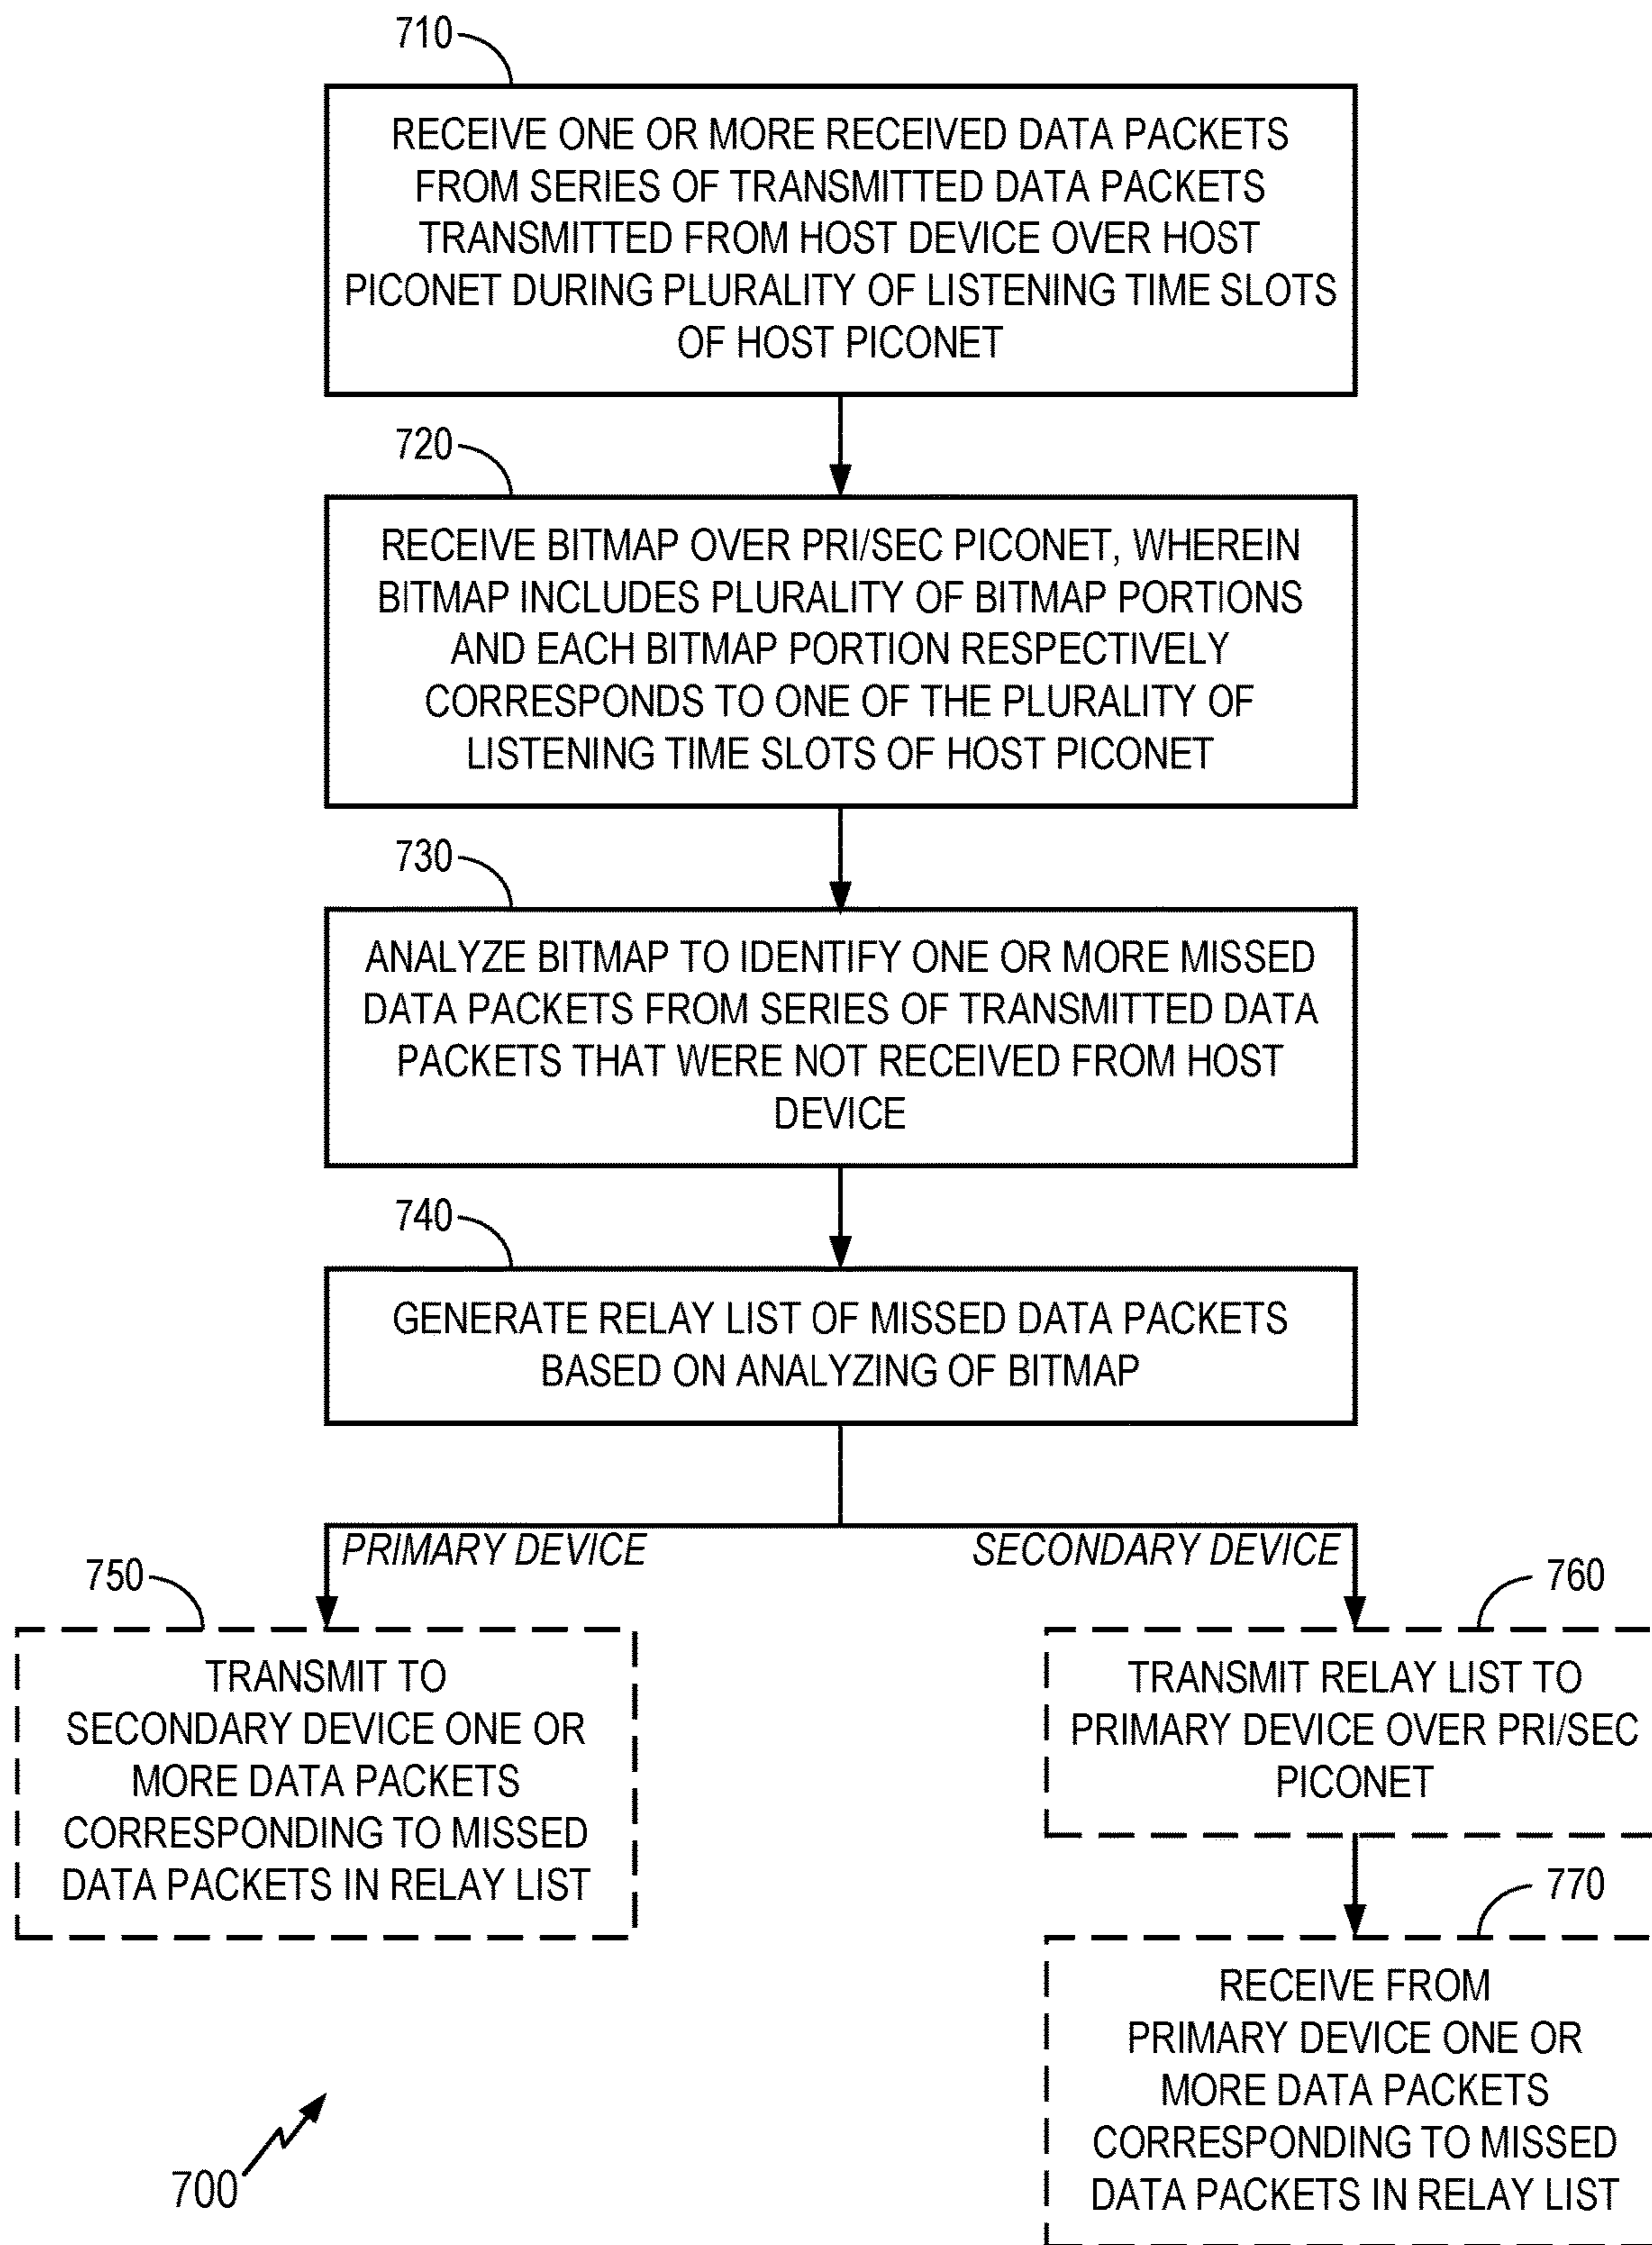 710
RECEIVE ONE OR MORE RECEIVED DATA PACKETS
FROM SERIES OF TRANSMITTED DATA PACKETS
TRANSMITTED FROM HOST DEVICE OVER HOST
PICONET DURING PLURALITY OF LISTENING TIME SLOTS
OF HOST PICONET
720
RECEIVE BITMAP OVER PRI/SEC PICONET, WHEREIN
BITMAP INCLUDES PLURALITY OF BITMAP PORTIONS
AND EACH BITMAP PORTION RESPECTIVELY
CORRESPONDS TO ONE OF THE PLURALITY OF
LISTENING TIME SLOTS OF HOST PICONET
730
ANALYZE BITMAP TO IDENTIFY ONE OR MORE MISSED
DATA PACKETS FROM SERIES OF TRANSMITTED DATA
PACKETS THAT WERE NOT RECEIVED FROM HOST
DEVICE
740
GENERATE RELAY LIST OF MISSED DATA PACKETS
BASED ON ANALYZING OF BITMAP
PRIMARY DEVICE
SECONDARY DEVICE
750
TRANSMIT TO
SECONDARY DEVICE ONE OR
MORE DATA PACKETS
CORRESPONDING TO MISSED
DATA PACKETS IN RELAY LIST
760
TRANSMIT RELAY LIST TO
PRIMARY DEVICE OVER PRI/SEC
PICONET
770
RECEIVE FROM
PRIMARY DEVICE ONE OR
MORE DATA PACKETS
CORRESPONDING TO MISSED
DATA PACKETS IN RELAY LIST
700